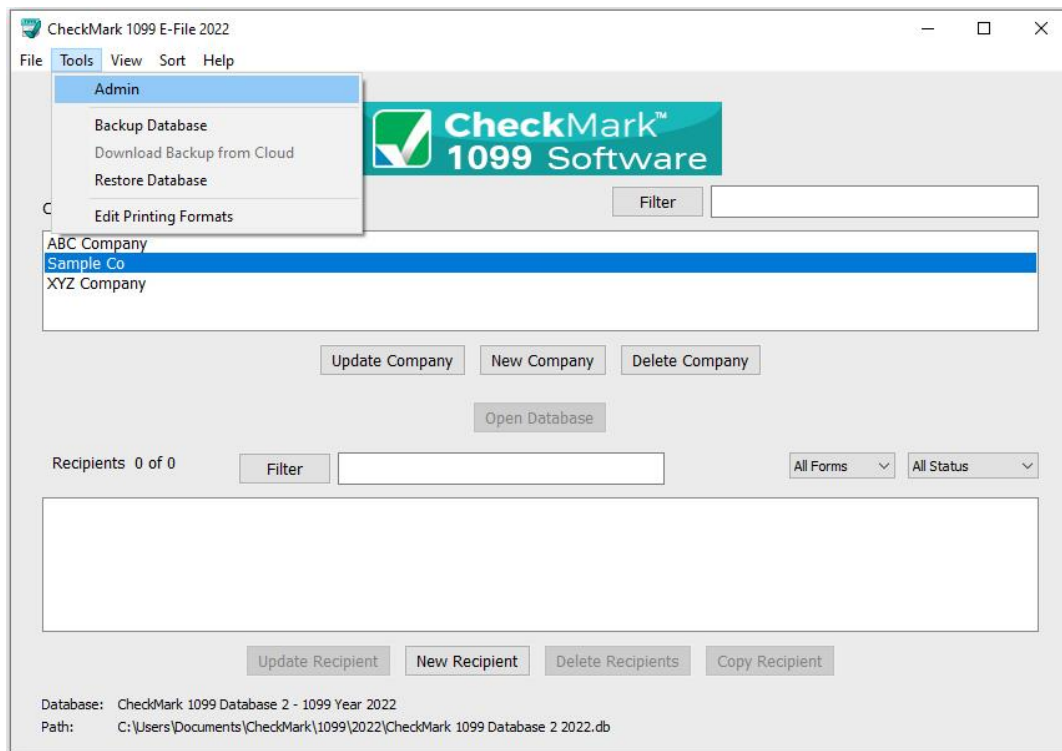 CheckMark 1099 E-File 2022
File Tools View Sort Help
Admin
Backup Database
Download Backup from Cloud
Restore Database
Edit Printing Formats
CheckMark™
1099 Software
Filter
ABC Company
Sample Co
XYZ Company
Update Company New Company Delete Company
Open Database
Recipients 0 of 0 Filter All Forms All Status
Update Recipient New Recipient Delete Recipients Copy Recipient
Database: CheckMark 1099 Database 2 - 1099 Year 2022
Path: C:\Users\Documents\CheckMark\1099\2022\CheckMark 1099 Database 2 2022.db